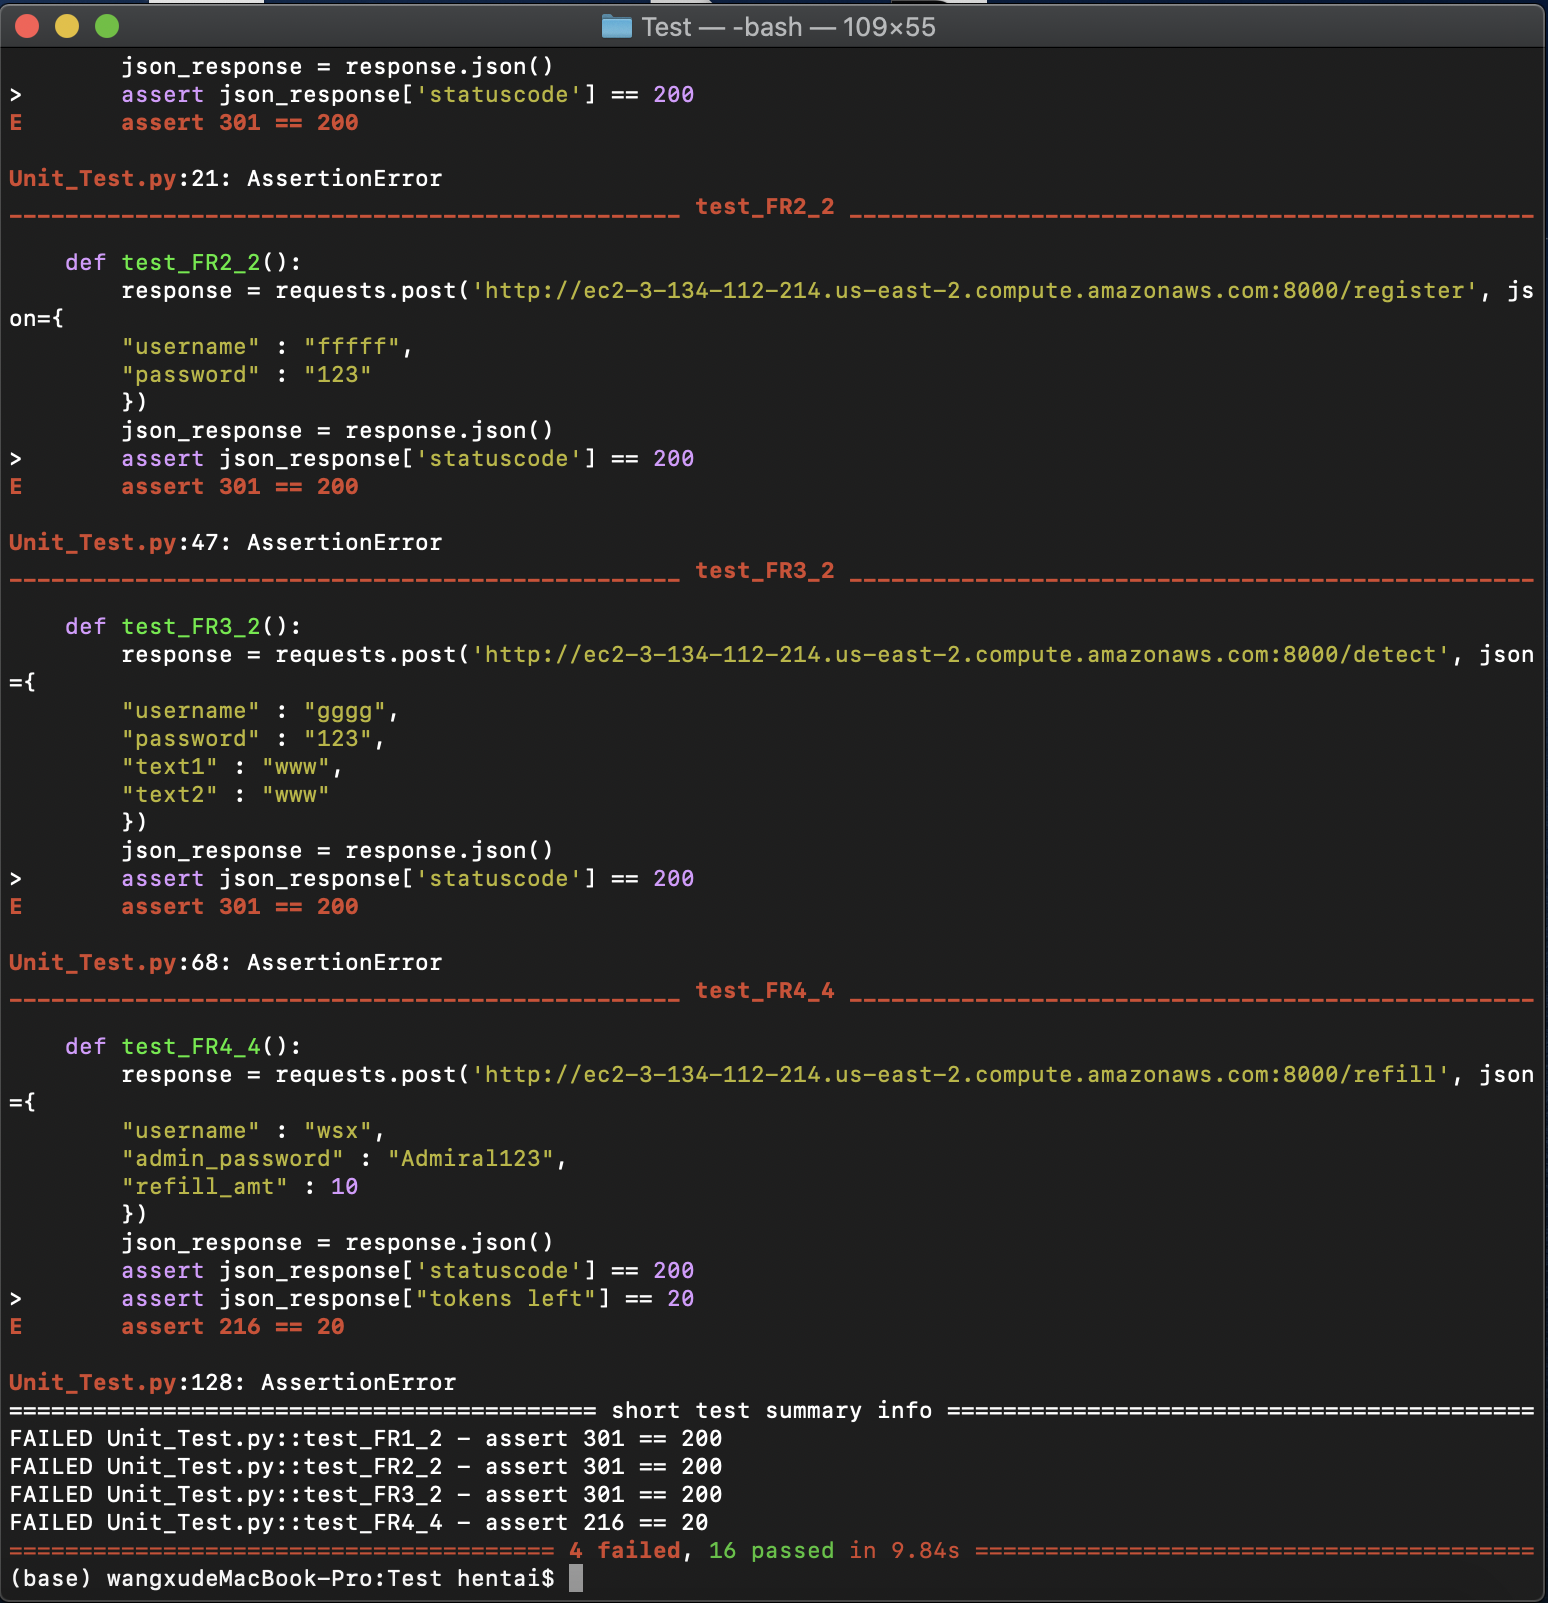 Test — -bash — 109×55
json_response = response.json()
> assert json_response['statuscode'] == 200
E assert 301 == 200
Unit_Test.py:21: AssertionError
________________________________________________ test_FR2_2 _________________________________________________
def test_FR2_2():
response = requests.post('http://ec2-3-134-112-214.us-east-2.compute.amazonaws.com:8000/register', js
on={
"username" : "fffff",
"password" : "123"
})
json_response = response.json()
> assert json_response['statuscode'] == 200
E assert 301 == 200
Unit_Test.py:47: AssertionError
________________________________________________ test_FR3_2 _________________________________________________
def test_FR3_2():
response = requests.post('http://ec2-3-134-112-214.us-east-2.compute.amazonaws.com:8000/detect', json
={
"username" : "gggg",
"password" : "123",
"text1" : "www",
"text2" : "www"
})
json_response = response.json()
> assert json_response['statuscode'] == 200
E assert 301 == 200
Unit_Test.py:68: AssertionError
________________________________________________ test_FR4_4 _________________________________________________
def test_FR4_4():
response = requests.post('http://ec2-3-134-112-214.us-east-2.compute.amazonaws.com:8000/refill', json
={
"username" : "wsx",
"admin_password" : "Admiral123",
"refill_amt" : 10
})
json_response = response.json()
assert json_response['statuscode'] == 200
> assert json_response["tokens left"] == 20
E assert 216 == 20
Unit_Test.py:128: AssertionError
========================================== short test summary info ==========================================
FAILED Unit_Test.py::test_FR1_2 - assert 301 == 200
FAILED Unit_Test.py::test_FR2_2 - assert 301 == 200
FAILED Unit_Test.py::test_FR3_2 - assert 301 == 200
FAILED Unit_Test.py::test_FR4_4 - assert 216 == 20
======================================= 4 failed, 16 passed in 9.84s ========================================
(base) wangxudeMacBook-Pro:Test hentai$